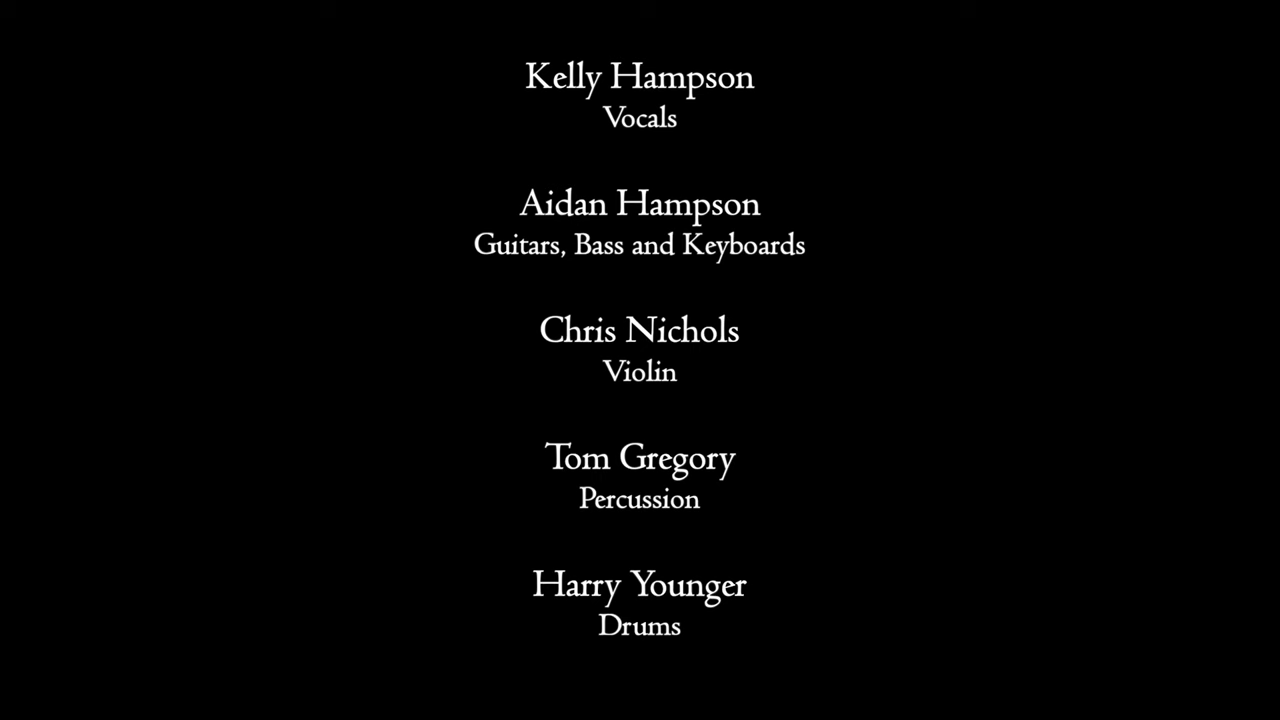 Kelly Hampson
Vocals
Aidan Hampson
Guitars, Bass and Keyboards
Chris Nichols
Violin
Tom Gregory
Percussion
Harry Younger
Drums